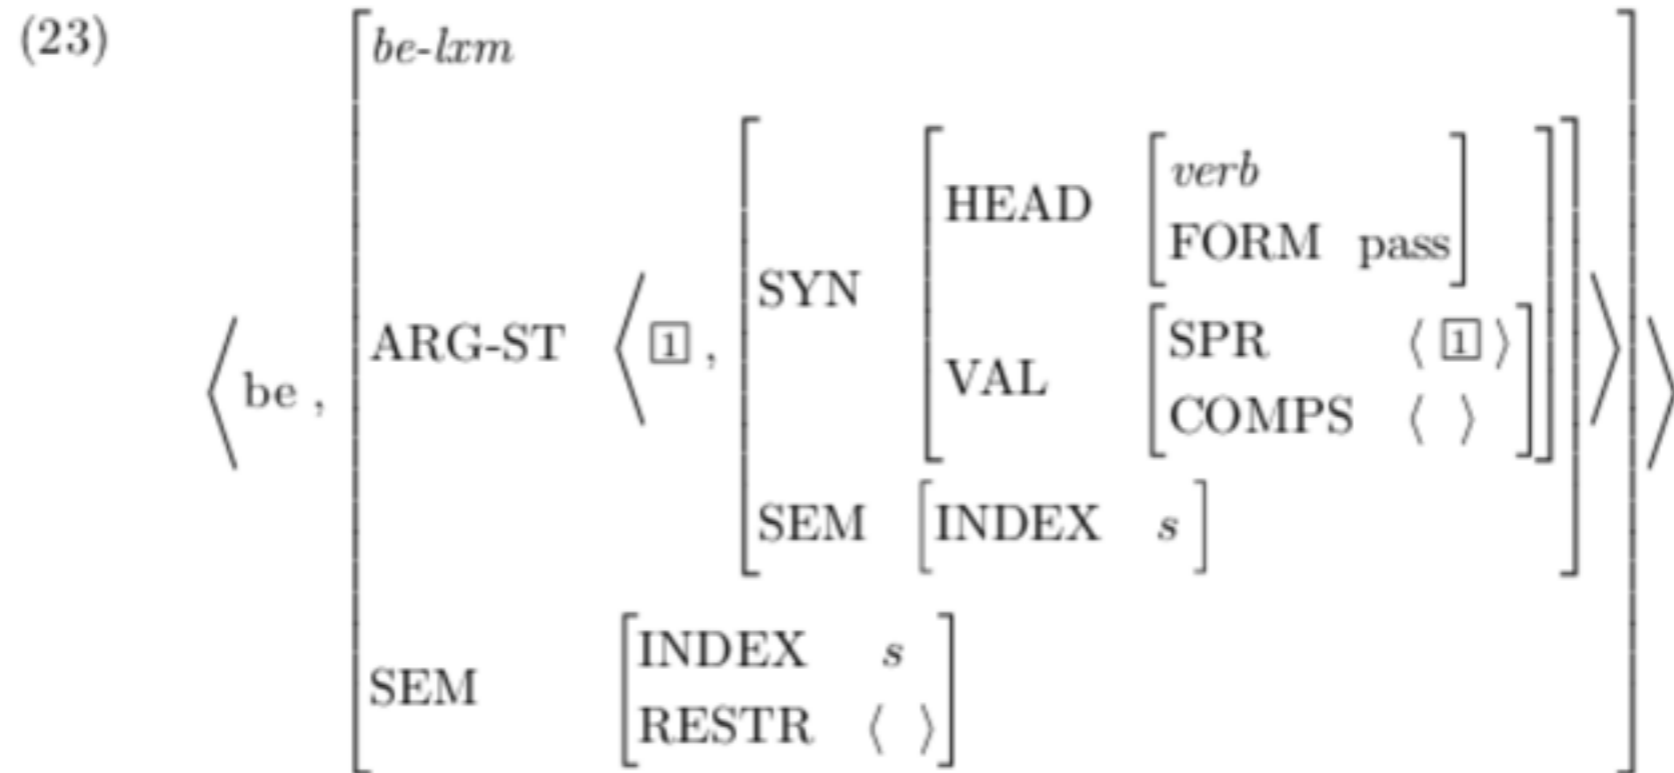 (23)
be-lxm
HEAD verb
FORM pass
SYN
ARG-ST ⟨ 1 ,
VAL SPR ⟨ 1 ⟩
⟨ be , COMPS ⟨ ⟩ ⟩ ⟩
SEM INDEX s
INDEX s
SEM
RESTR ⟨ ⟩